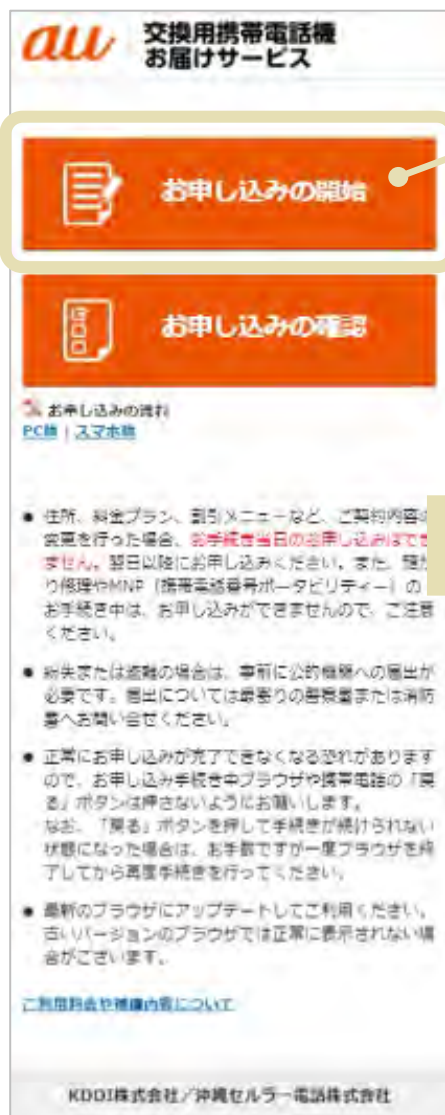 au 交換用携帯電話機
お届けサービス
お申し込みの開始
お申し込みの確認
お申し込みの流れ
PC版 | スマホ版
● 住所、料金プラン、割引メニューなど、ご契約内容
変更を行った場合、お手続き当日のお申し込みはでき
ません。翌日以降にお申し込みください。また、預か
り修理やMNP（携帯電話番号ポータビリティー）の
お手続き中は、お申し込みができませんので、ご注意
ください。
● 紛失または盗難の場合は、事前に公的機関への届出が
必要です。届出については最寄りの警察署または消防
署へお問い合せください。
● 正常にお申し込みが完了できなくなる恐れがあります
ので、お申し込み手続き中ブラウザや携帯電話の「戻
る」ボタンは押さないようにお願いします。
なお、「戻る」ボタンを押して手続きが続けられない
状態になった場合は、お手数ですが一度ブラウザを終
了してから再度手続きを行ってください。
● 最新のブラウザにアップデートしてご利用ください。
古いバージョンのブラウザでは正常に表示されない場
合がございます。
ご利用料金や補償内容について
KDDI株式会社／沖縄セルラー電話株式会社